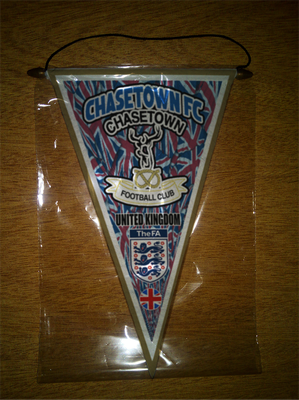 CHASETOWN FC
CHASETOWN
FOOTBALL CLUB
UNITED KINGDOM
The FA